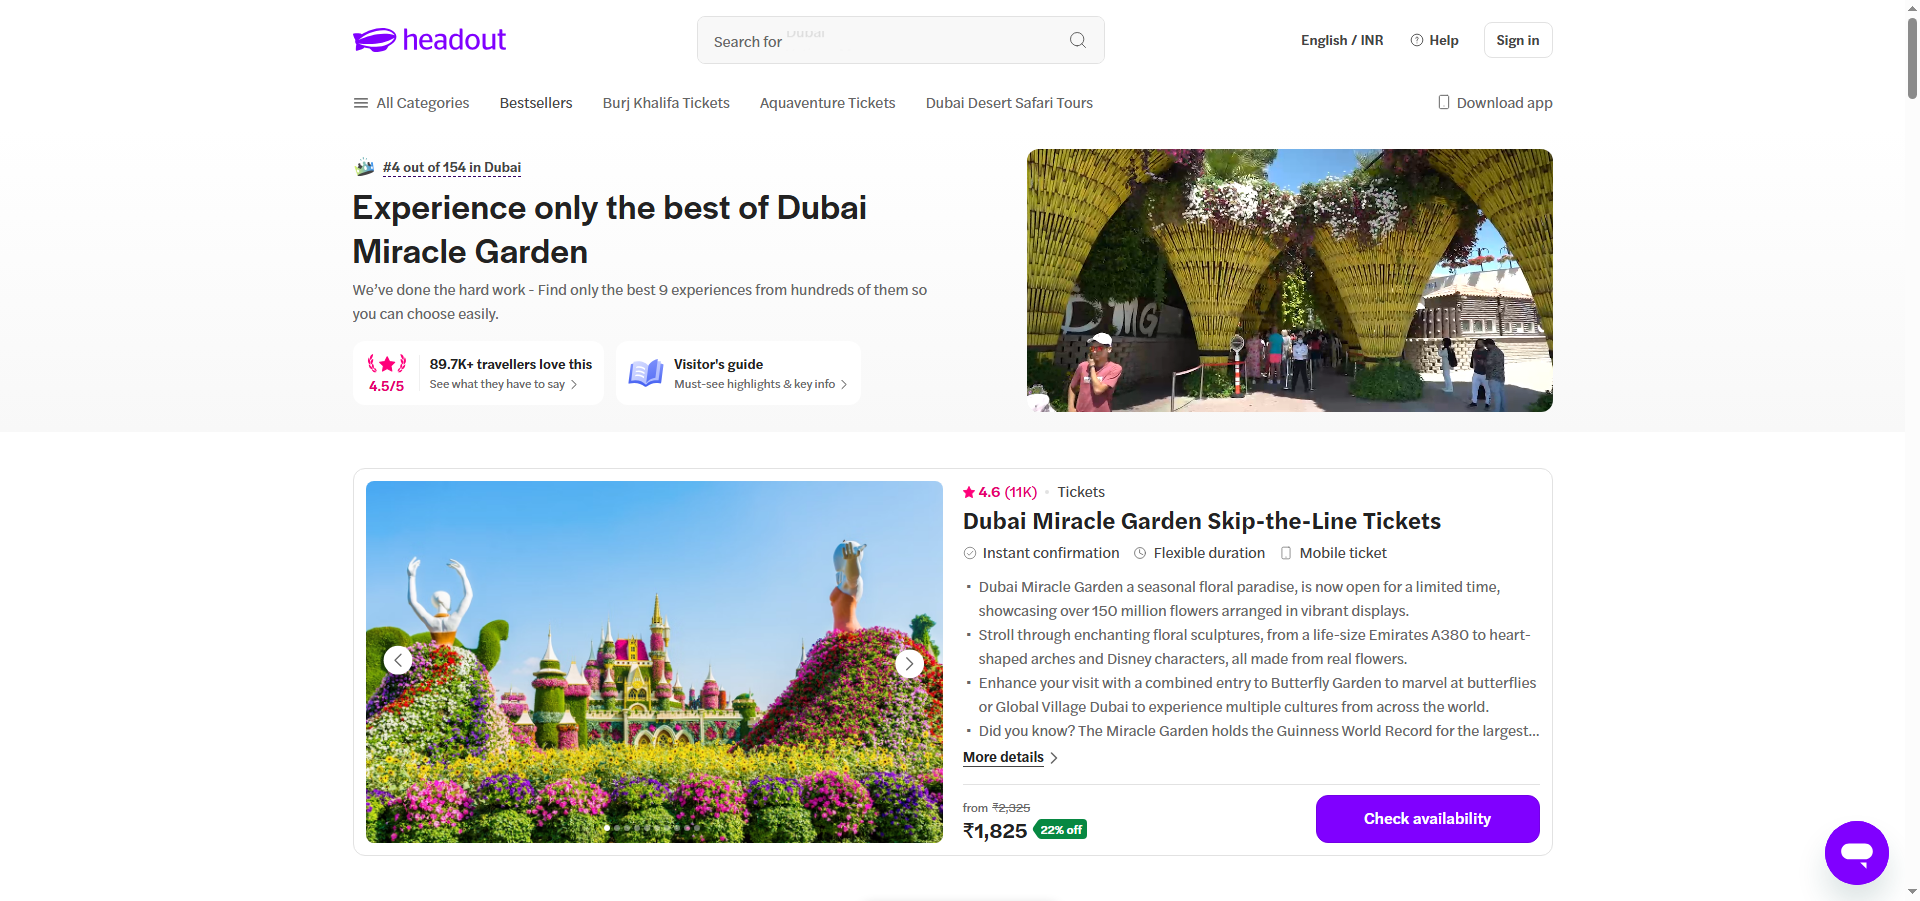 headout
Search for Dubai
English / INR
Help
Sign in
All Categories
Bestsellers
Burj Khalifa Tickets
Aquaventure Tickets
Dubai Desert Safari Tours
Download app
#4 out of 154 in Dubai
Experience only the best of Dubai
Miracle Garden
We've done the hard work - Find only the best 9 experiences from hundreds of them so
you can choose easily.
4.5/5
89.7K+ travellers love this
See what they have to say
Visitor's guide
Must-see highlights & key info
4.6 (11K)
Tickets
Dubai Miracle Garden Skip-the-Line Tickets
Instant confirmation
Flexible duration
Mobile ticket
• Dubai Miracle Garden a seasonal floral paradise, is now open for a limited time,
showcasing over 150 million flowers arranged in vibrant displays.
• Stroll through enchanting floral sculptures, from a life-size Emirates A380 to heart-
shaped arches and Disney characters, all made from real flowers.
• Enhance your visit with a combined entry to Butterfly Garden to marvel at butterflies
or Global Village Dubai to experience multiple cultures from across the world.
• Did you know? The Miracle Garden holds the Guinness World Record for the largest...
More details
from ₹2,325
₹1,825
22% off
Check availability